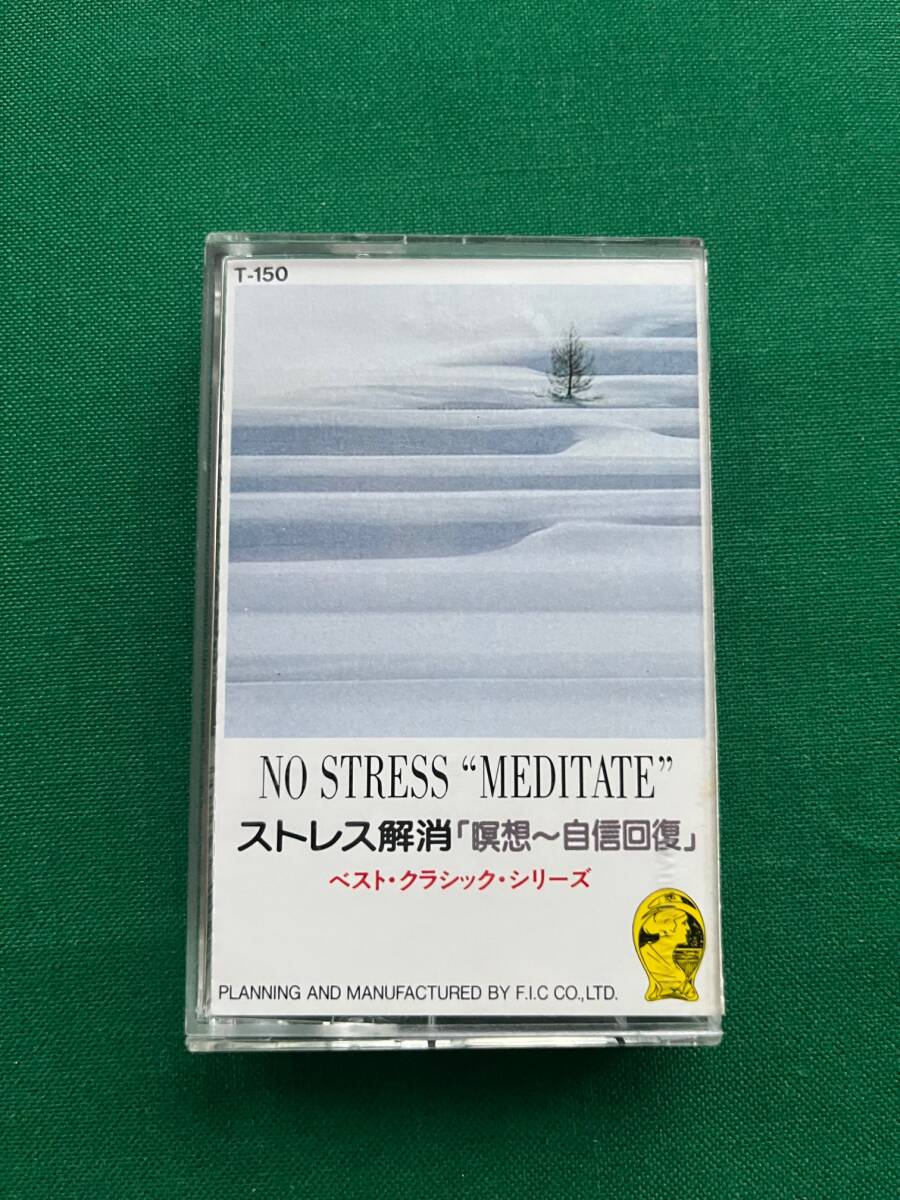 T-150
NO STRESS “MEDITATE”
ストレス解消「瞑想〜自信回復」
ベスト・クラシック・シリーズ
PLANNING AND MANUFACTURED BY F.I.C CO.,LTD.